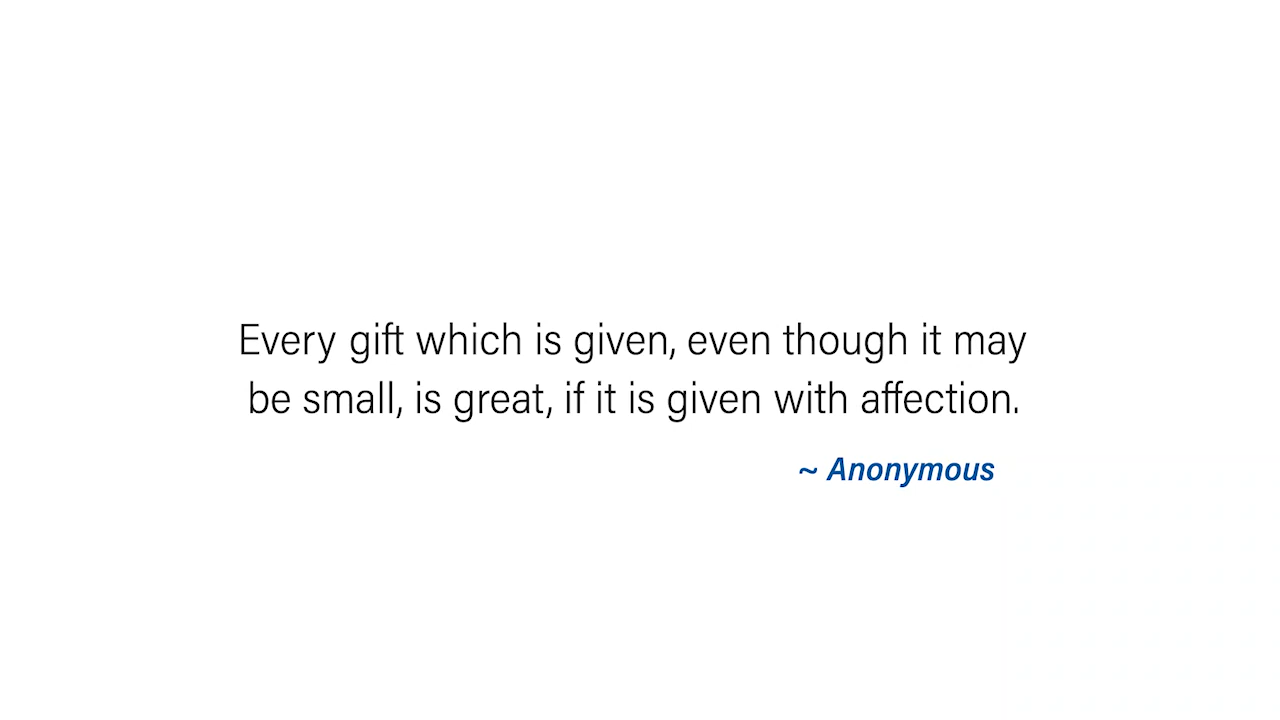 Every gift which is given, even though it may
be small, is great, if it is given with affection.
~ Anonymous